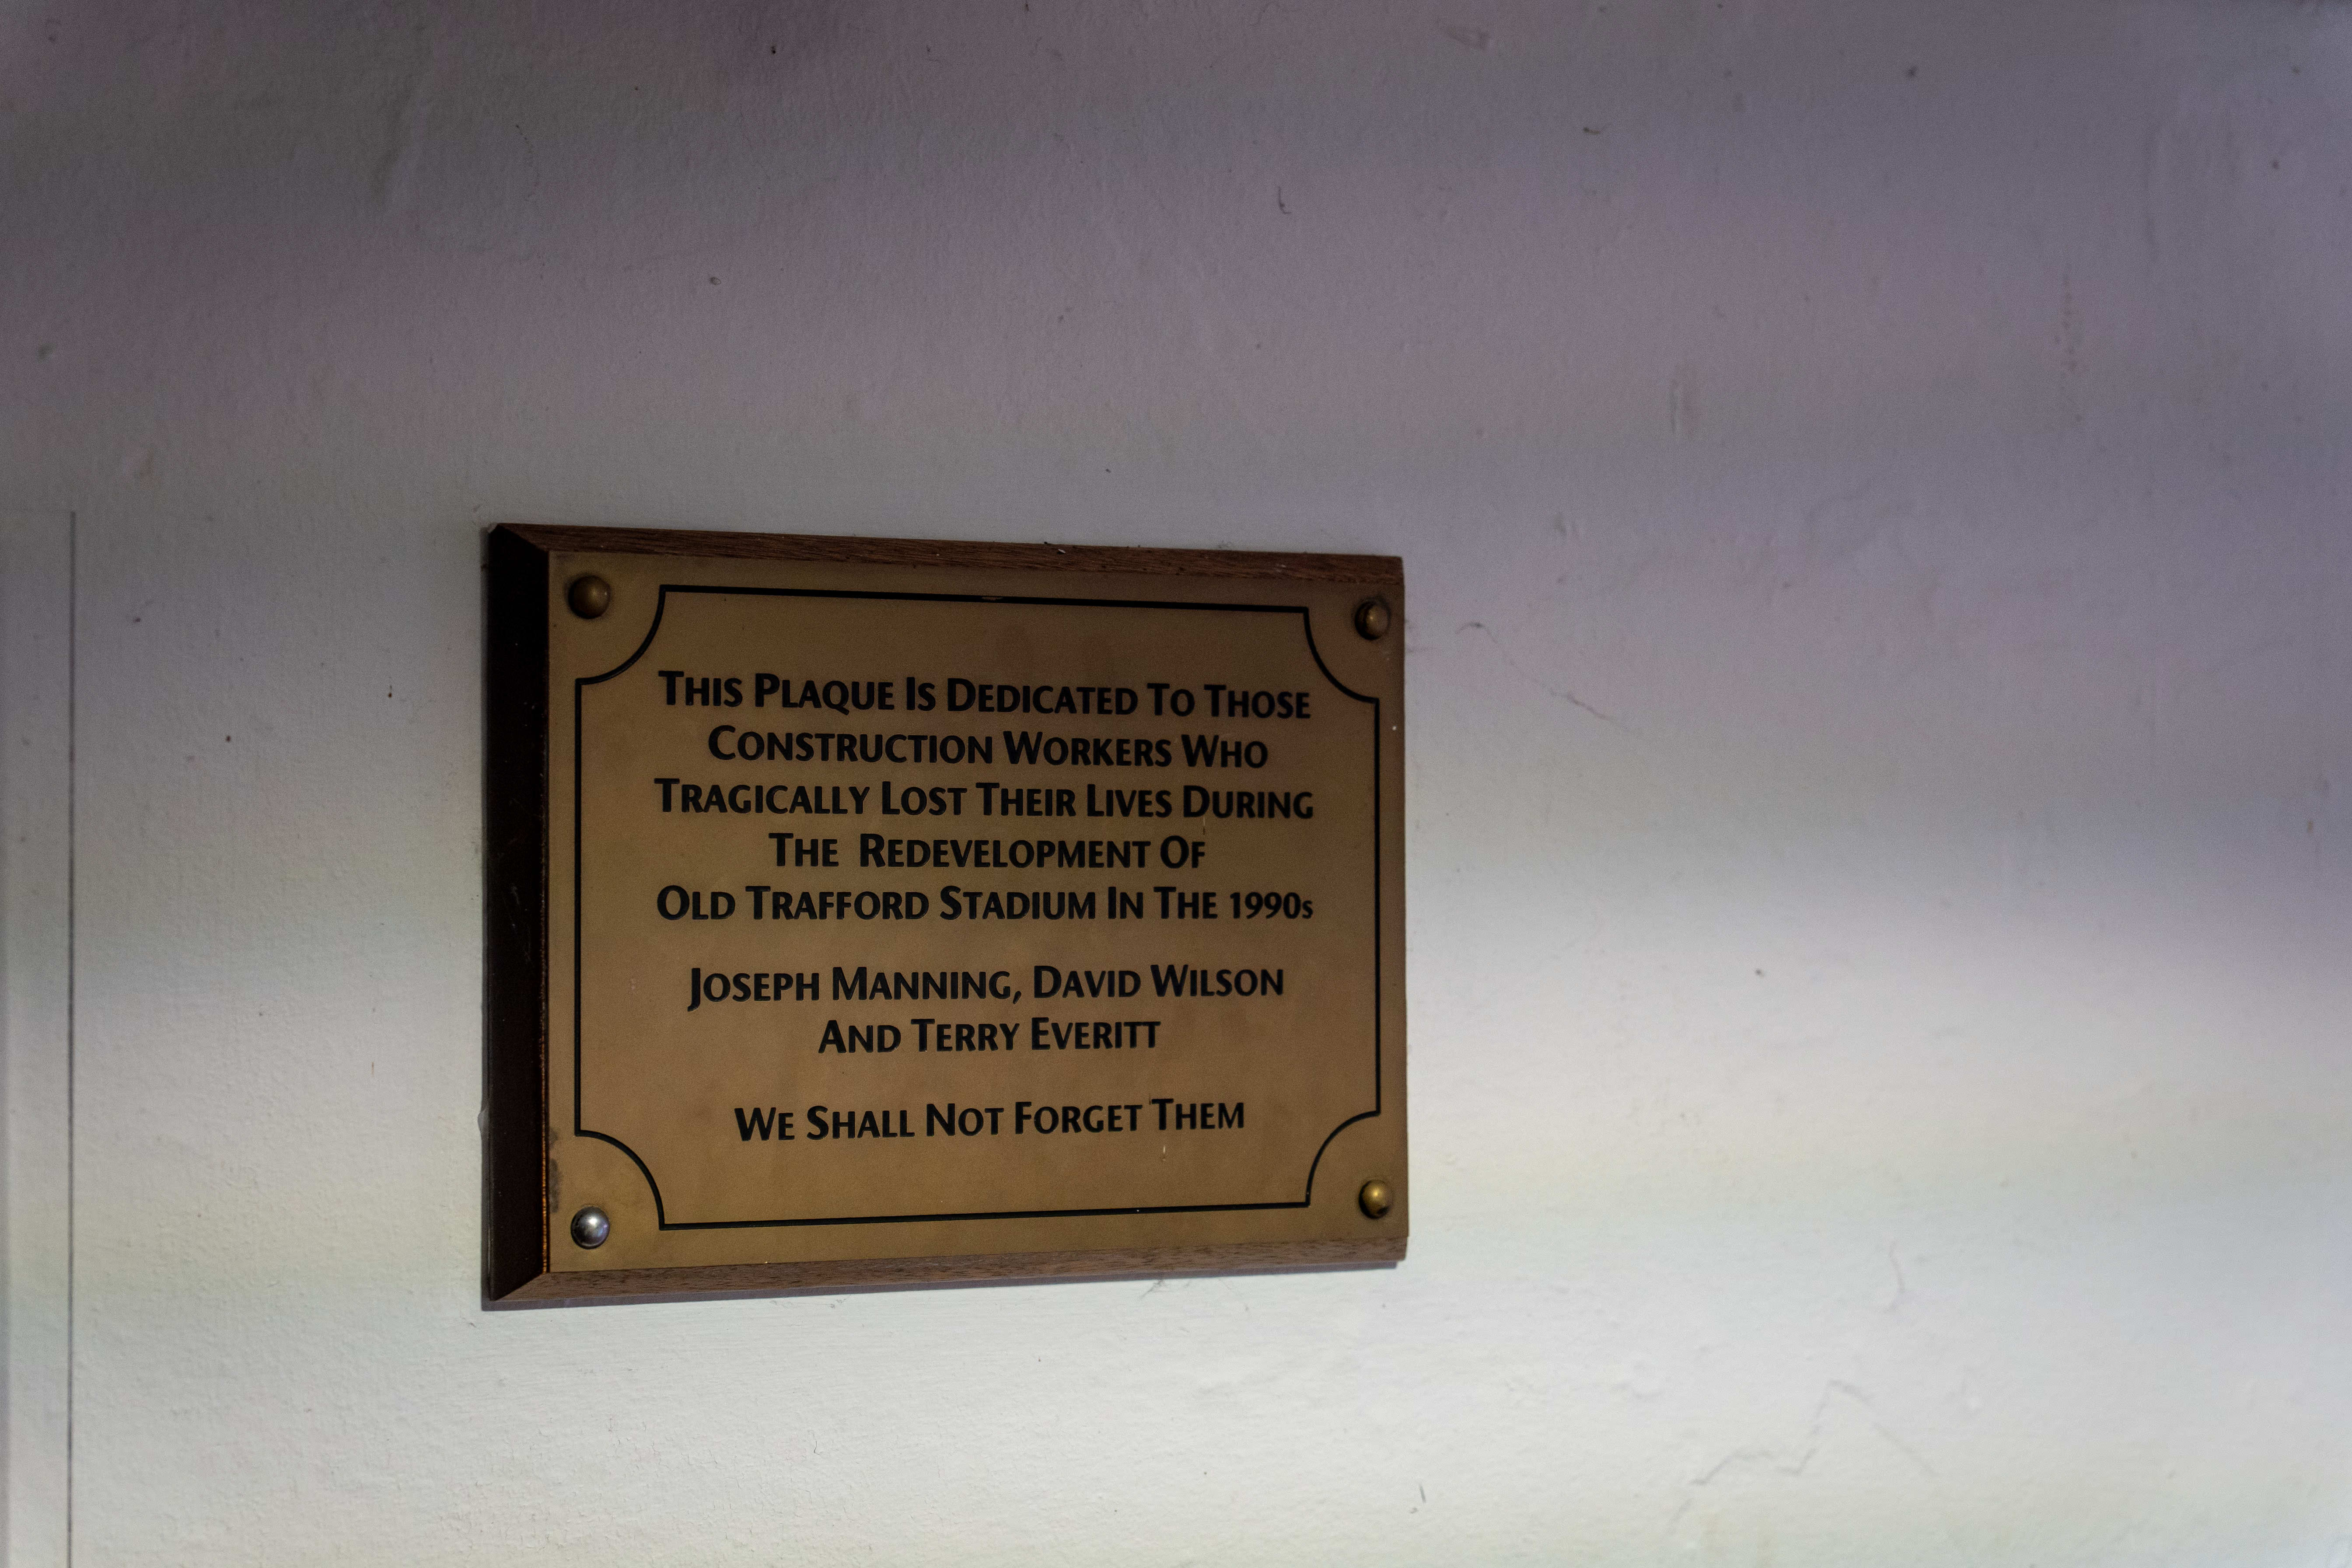 This Plaque Is Dedicated To Those
Construction Workers Who
Tragically Lost Their Lives During
The Redevelopment Of
Old Trafford Stadium In The 1990s
Joseph Manning, David Wilson
And Terry Everitt
We Shall Not Forget Them